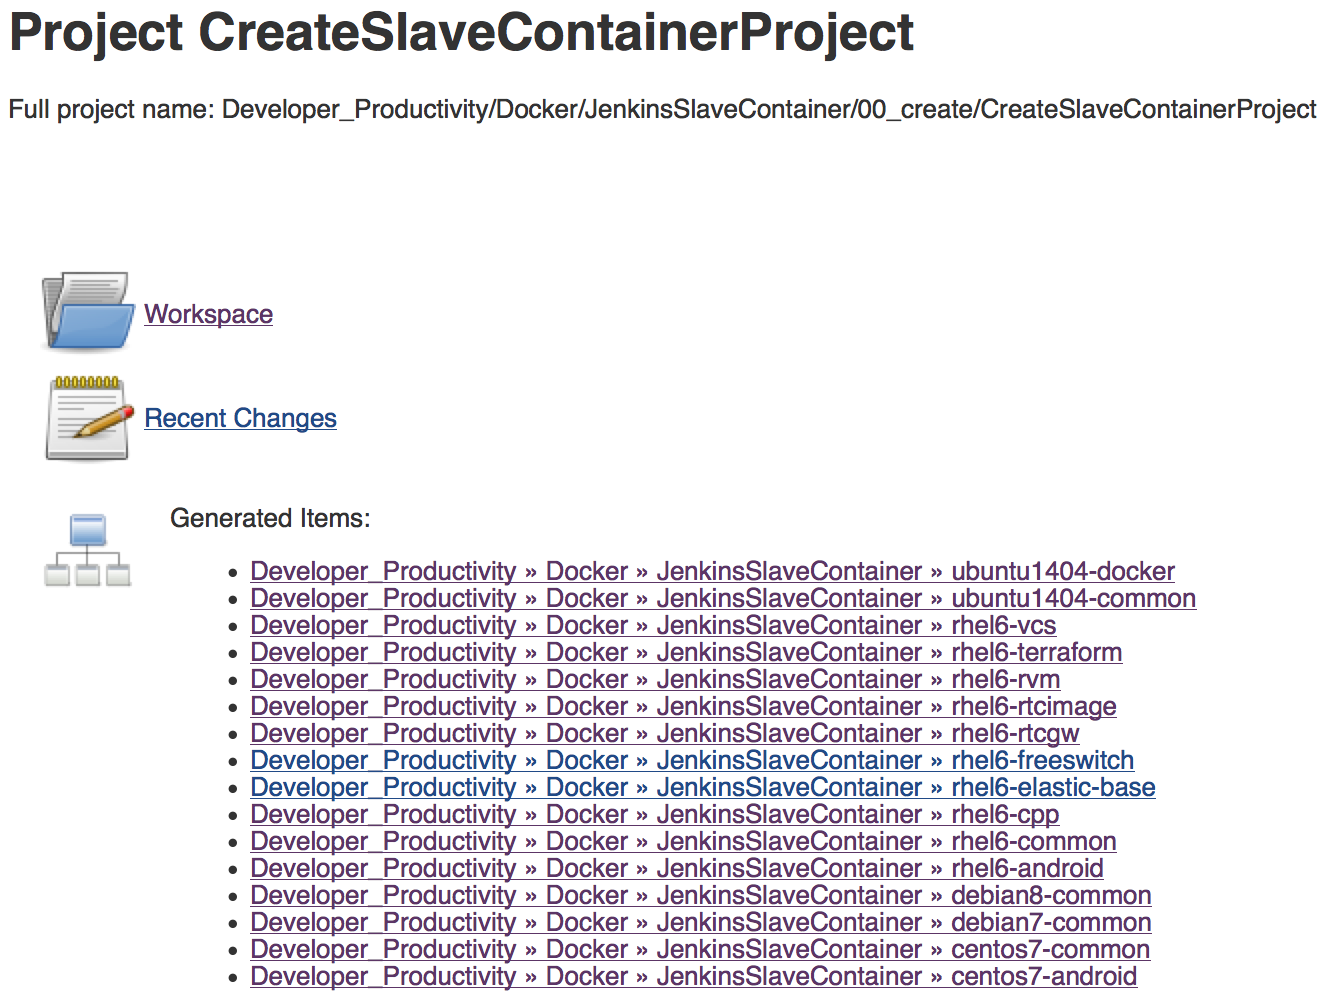 Project CreateSlaveContainerProject
Full project name: Developer_Productivity/Docker/JenkinsSlaveContainer/00_create/CreateSlaveContainerProject
Workspace
Recent Changes
Generated Items:
• Developer_Productivity » Docker » JenkinsSlaveContainer » ubuntu1404-docker
• Developer_Productivity » Docker » JenkinsSlaveContainer » ubuntu1404-common
• Developer_Productivity » Docker » JenkinsSlaveContainer » rhel6-vcs
• Developer_Productivity » Docker » JenkinsSlaveContainer » rhel6-terraform
• Developer_Productivity » Docker » JenkinsSlaveContainer » rhel6-rvm
• Developer_Productivity » Docker » JenkinsSlaveContainer » rhel6-rtcimage
• Developer_Productivity » Docker » JenkinsSlaveContainer » rhel6-rtcgw
• Developer_Productivity » Docker » JenkinsSlaveContainer » rhel6-freeswitch
• Developer_Productivity » Docker » JenkinsSlaveContainer » rhel6-elastic-base
• Developer_Productivity » Docker » JenkinsSlaveContainer » rhel6-cpp
• Developer_Productivity » Docker » JenkinsSlaveContainer » rhel6-common
• Developer_Productivity » Docker » JenkinsSlaveContainer » rhel6-android
• Developer_Productivity » Docker » JenkinsSlaveContainer » debian8-common
• Developer_Productivity » Docker » JenkinsSlaveContainer » debian7-common
• Developer_Productivity » Docker » JenkinsSlaveContainer » centos7-common
• Developer_Productivity » Docker » JenkinsSlaveContainer » centos7-android